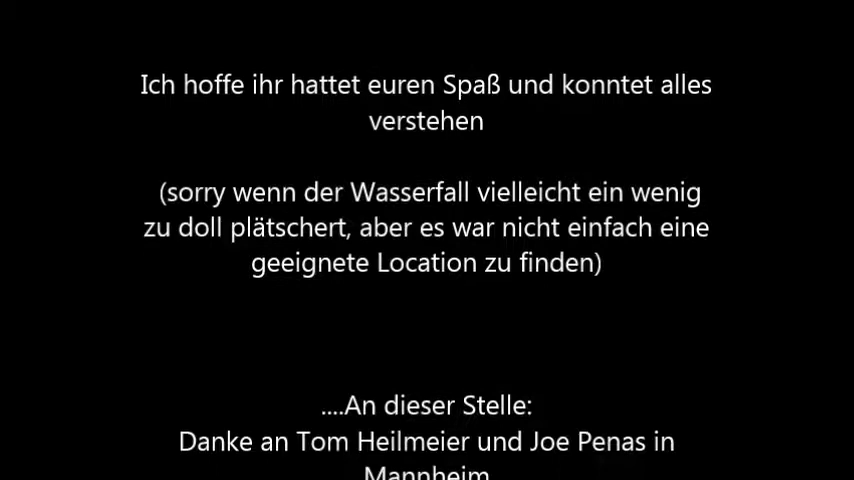 Ich hoffe ihr hattet euren Spaß und konntet alles
verstehen
(sorry wenn der Wasserfall vielleicht ein wenig
zu doll plätschert, aber es war nicht einfach eine
geeignete Location zu finden)
....An dieser Stelle:
Danke an Tom Heilmeier und Joe Penas in
Mannheim